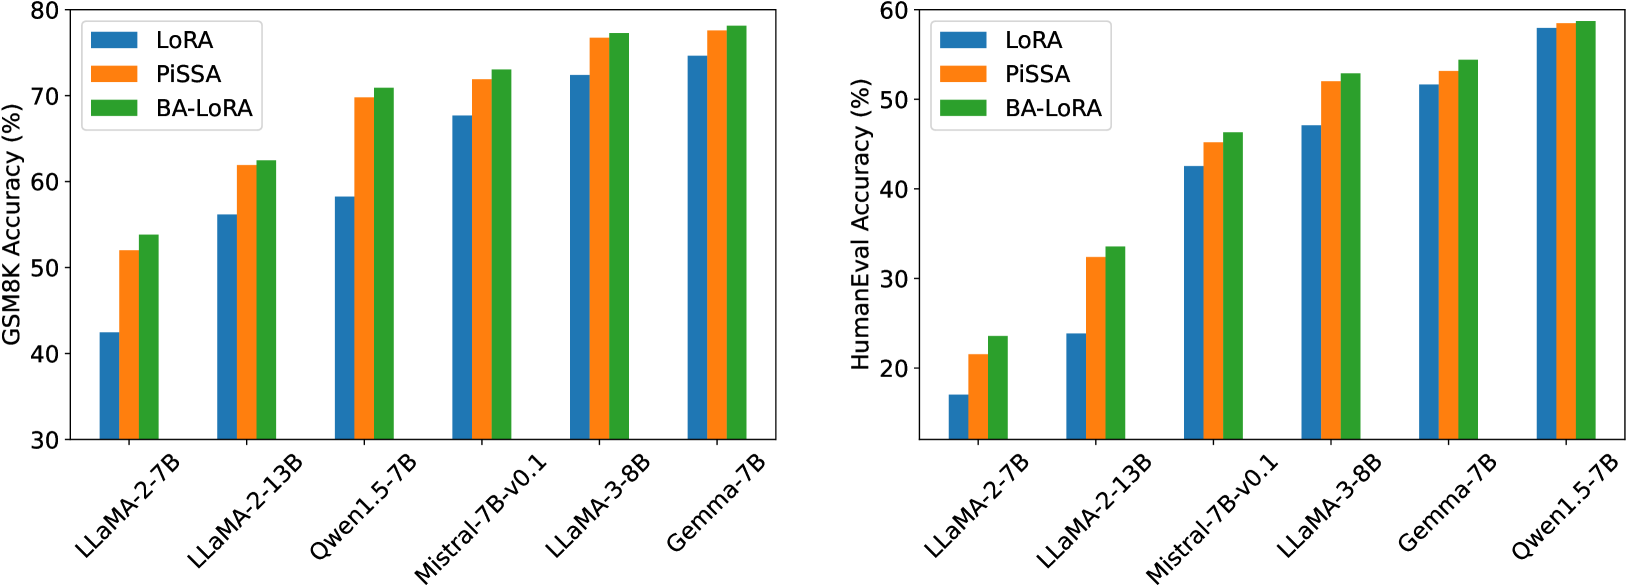 GSM8K Accuracy (%)
80
70
60
50
40
30
LoRA
PiSSA
BA-LoRA
LLaMA-2-7B
LLaMA-2-13B
Qwen1.5-7B
Mistral-7B-v0.1
LLaMA-3-8B
Gemma-7B
HumanEval Accuracy (%)
60
50
40
30
20
LoRA
PiSSA
BA-LoRA
LLaMA-2-7B
LLaMA-2-13B
Mistral-7B-v0.1
LLaMA-3-8B
Gemma-7B
Qwen1.5-7B